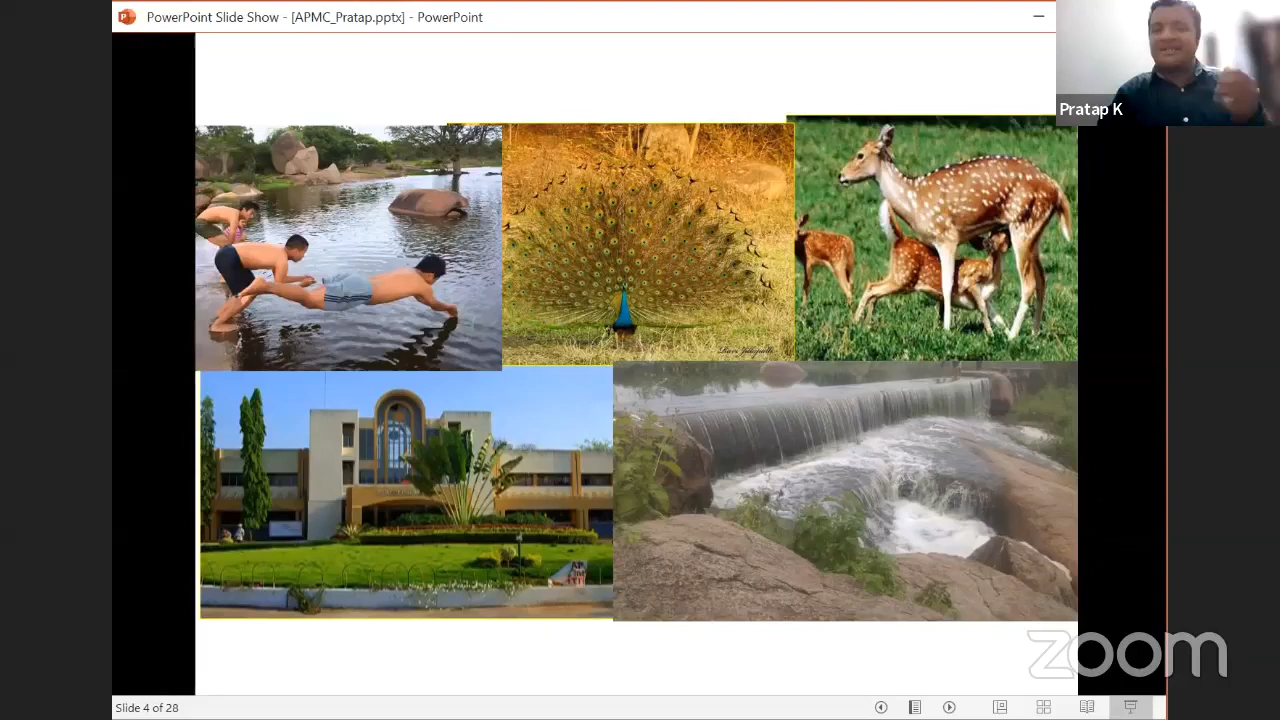 PowerPoint Slide Show - [APMC_Pratap.pptx] - PowerPoint
Pratap K
zoom
Slide 4 of 28